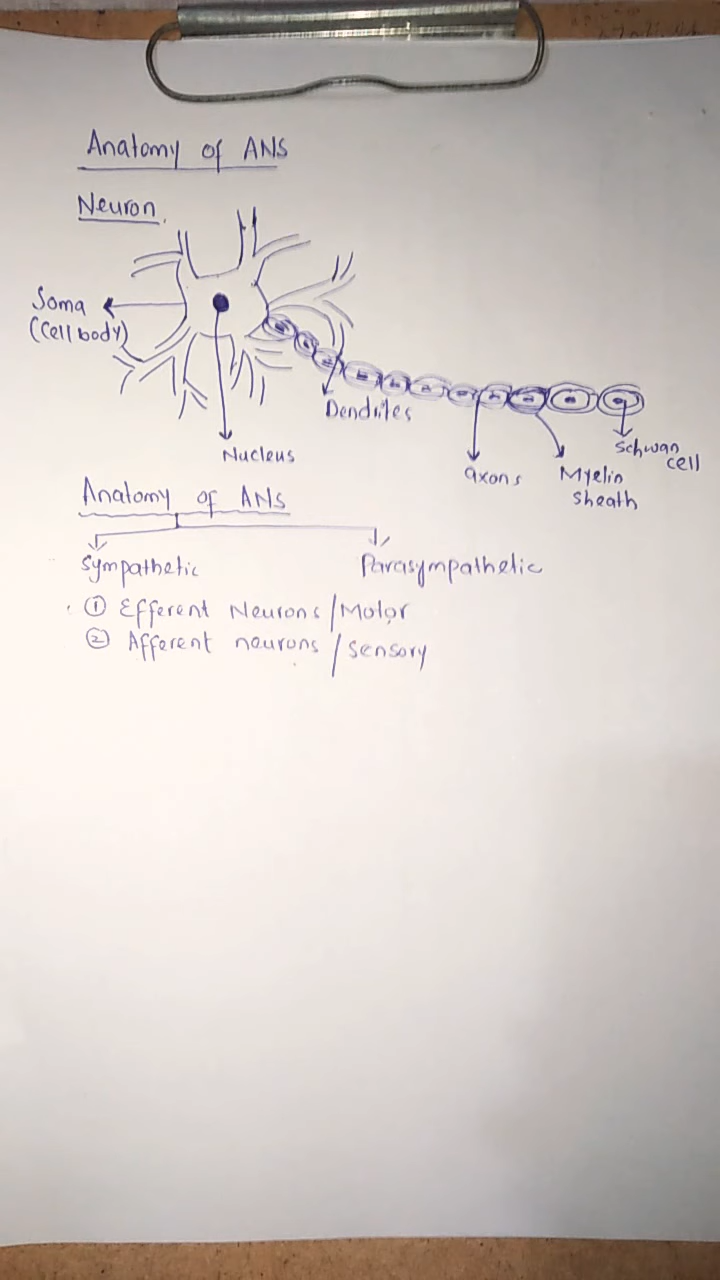 Anatomy of ANS
Neuron.
Soma
(Cell body)
Dendrites
Nucleus
Schwan
cell
axons
Myelin
sheath
Anatomy of ANS
Sympathetic
Parasympathetic
① Efferent Neurons/Motor
② Afferent neurons/sensory